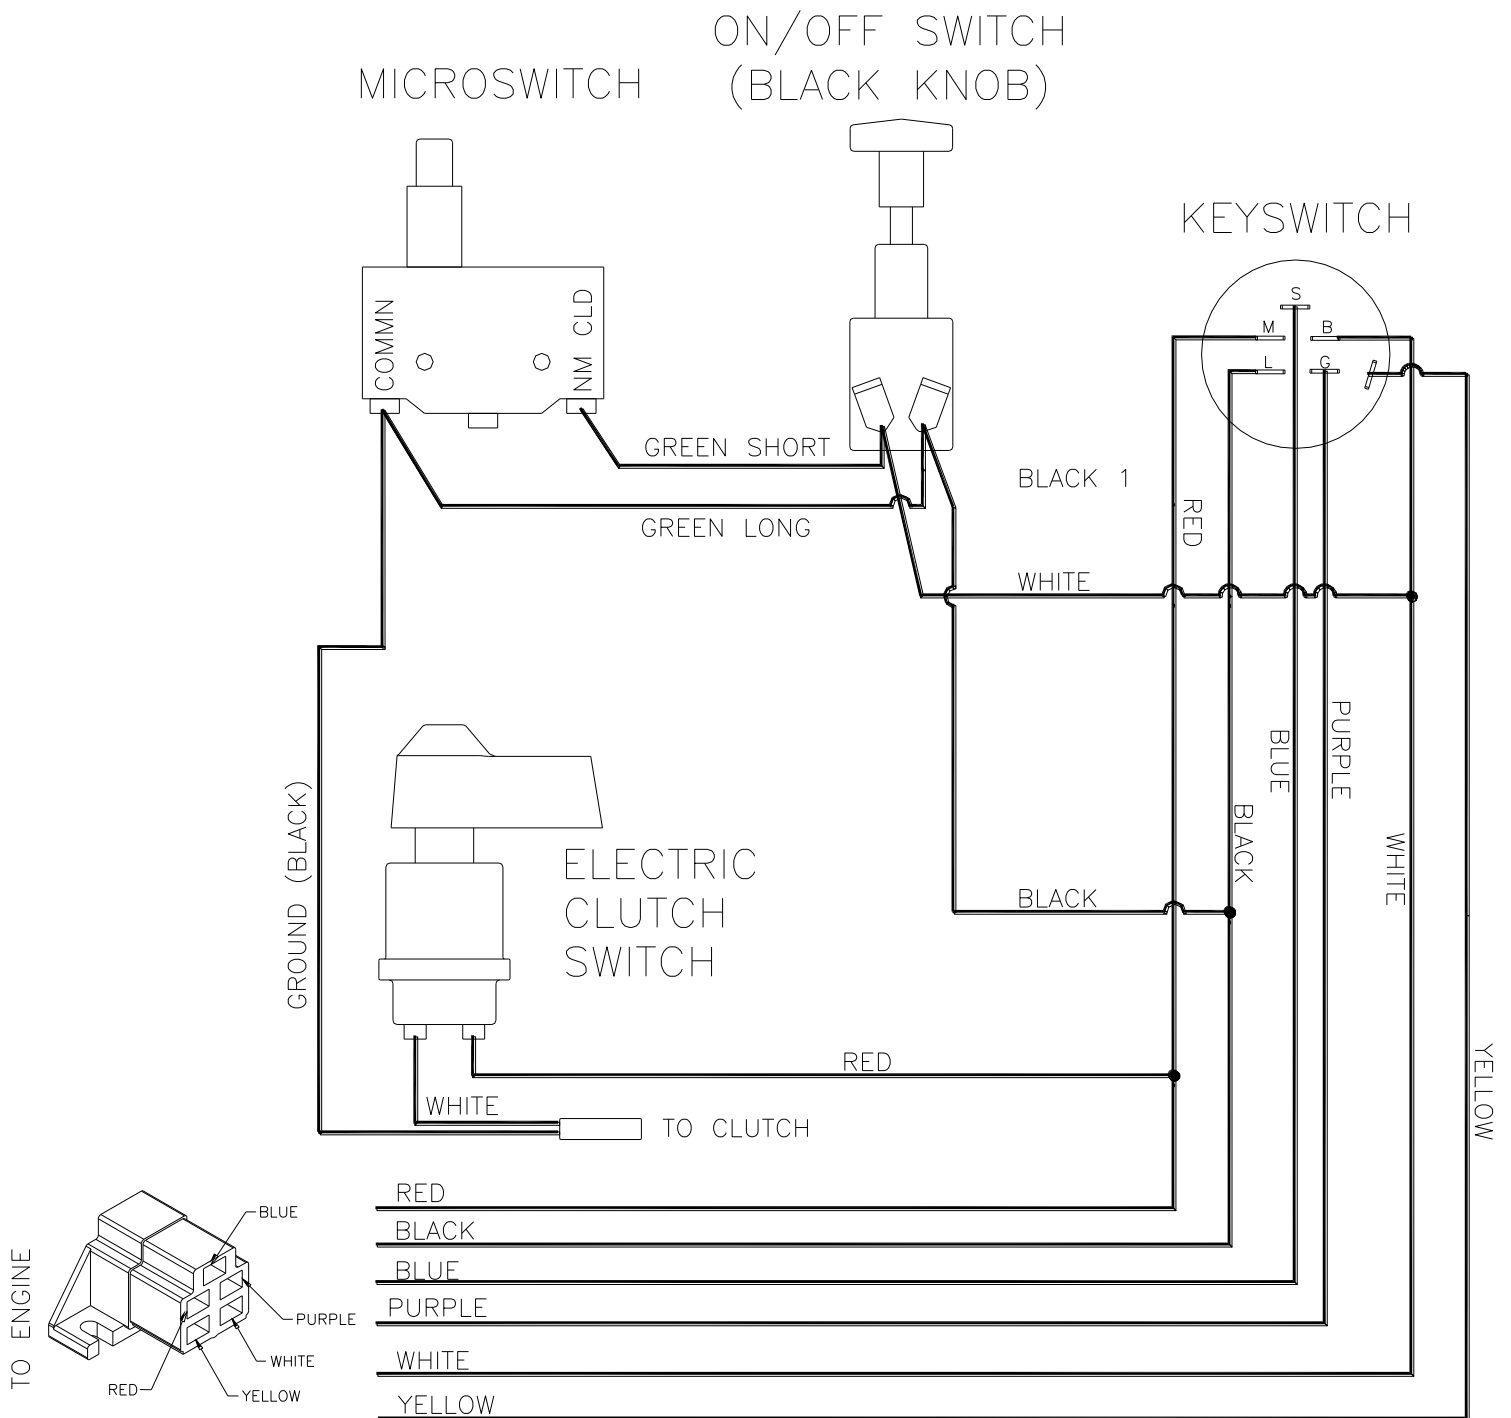 ON/OFF SWITCH
(BLACK KNOB)
MICROSWITCH
KEYSWITCH
COMMN
NM CLD
S
M
B
L
G
GREEN SHORT
GREEN LONG
BLACK 1
RED
WHITE
PURPLE
BLUE
BLACK
WHITE
GROUND (BLACK)
ELECTRIC
CLUTCH
SWITCH
BLACK
RED
YELLOW
WHITE
TO CLUTCH
RED
BLACK
BLUE
PURPLE
WHITE
YELLOW
TO ENGINE
BLUE
PURPLE
WHITE
RED
YELLOW